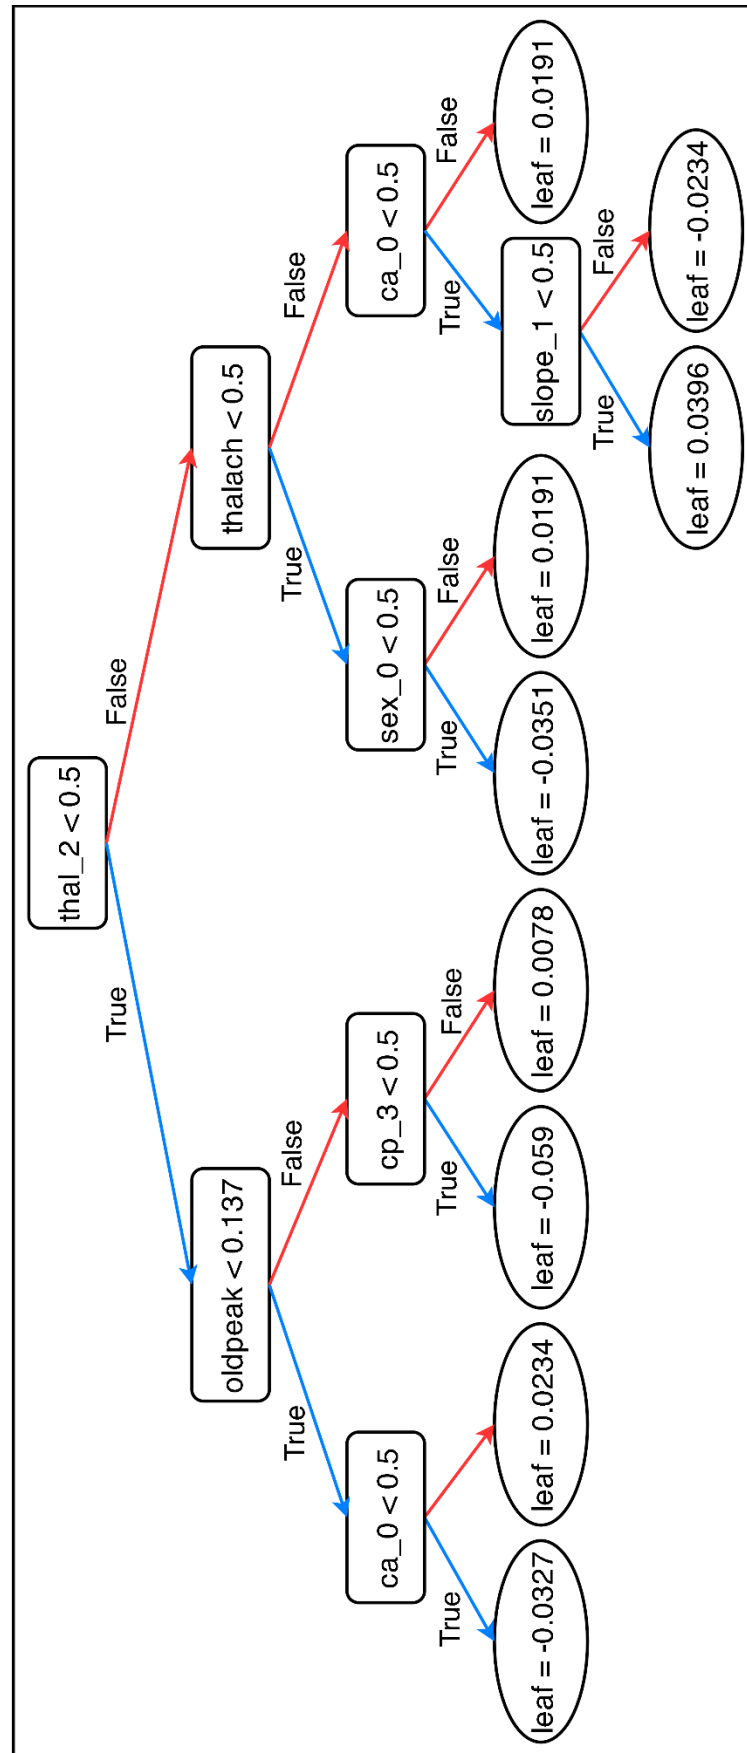 thal_2 < 0.5
True
False
oldpeak < 0.137
thalach < 0.5
True
False
True
False
ca_0 < 0.5
cp_3 < 0.5
sex_0 < 0.5
ca_0 < 0.5
True
True
False
True
False
True
False
leaf = -0.0327
leaf = 0.0234
leaf = -0.059
leaf = 0.0078
leaf = -0.0351
leaf = 0.0191
slope_1 < 0.5
leaf = 0.0191
True
False
leaf = 0.0396
leaf = -0.0234